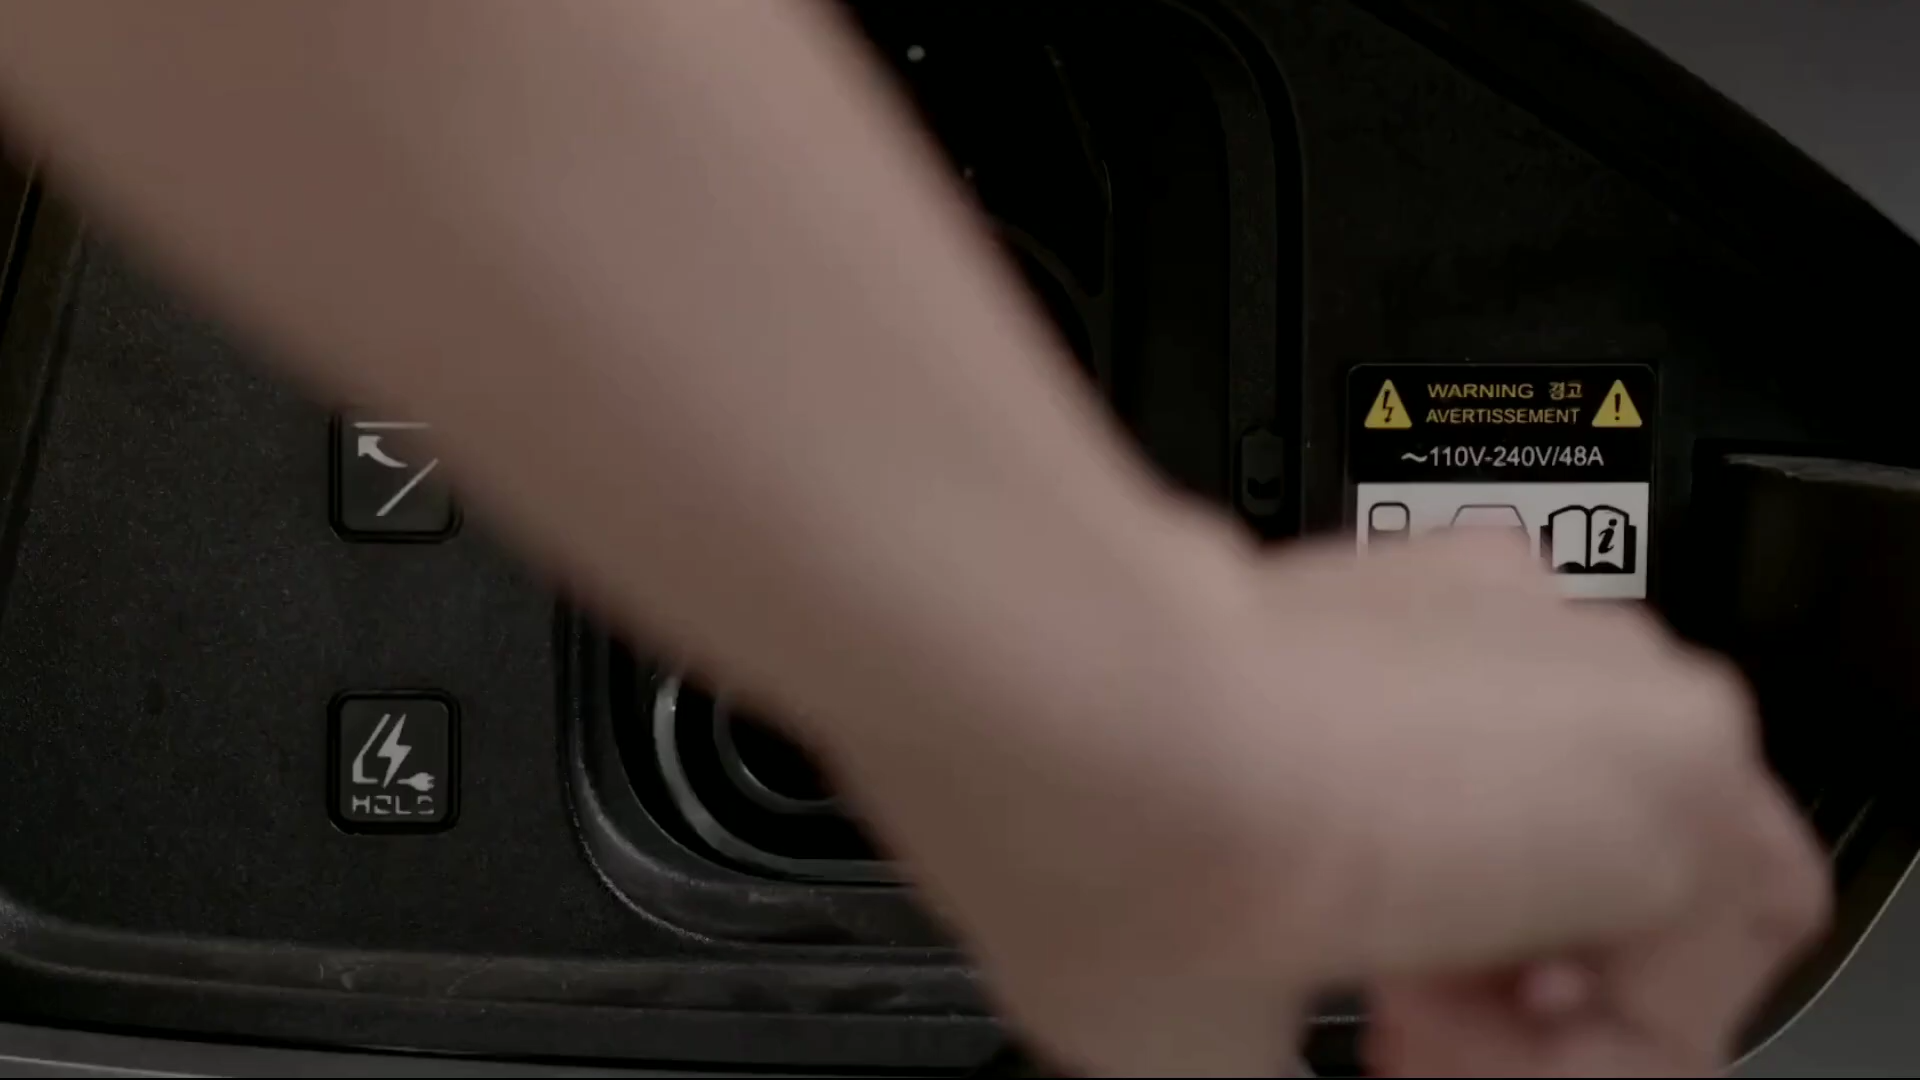 WARNING 경고
AVERTISSEMENT
~110V-240V/48A
HOLD